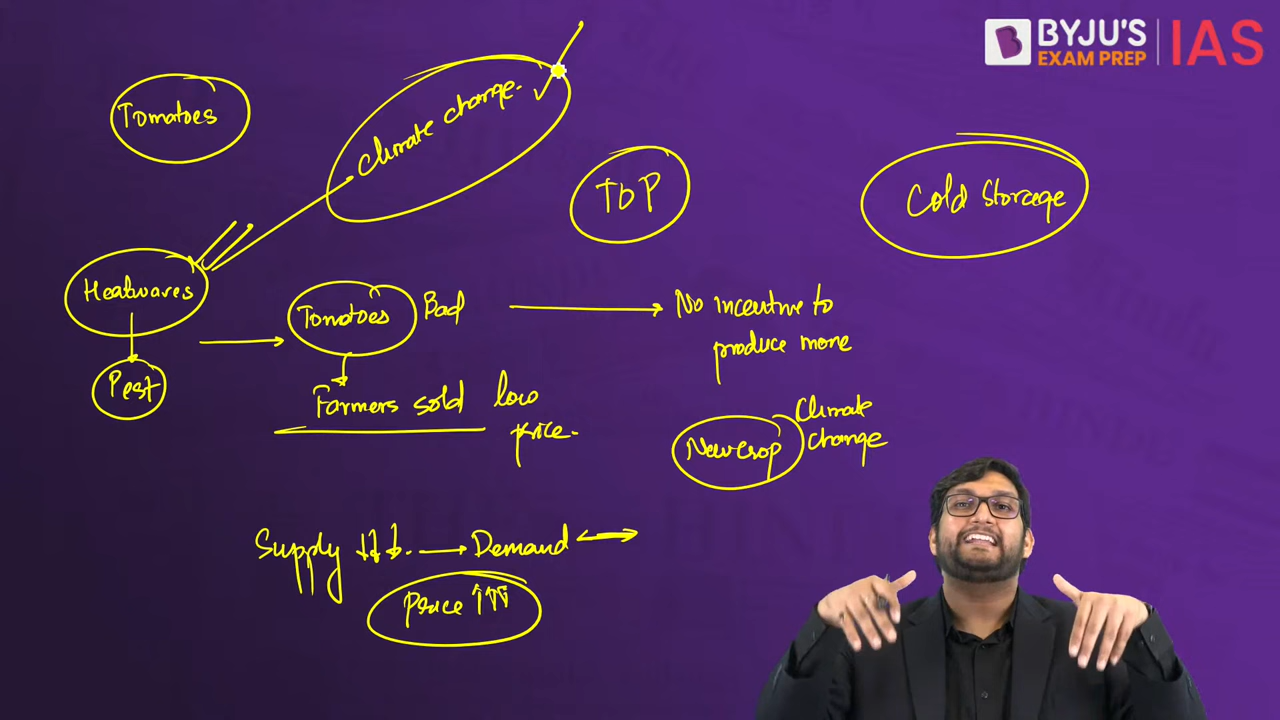 BYJU'S
EXAM PREP
IAS
Tomatoes
Climate change.
TOP
Cold Storage
Heatwaves
Pest
Tomatoes Bad
No incentive to
produce more
Farmers sold low
price.
New crop
Climate
change
Supply ↓↓↓. → Demand ↔
Price ↑↑↑